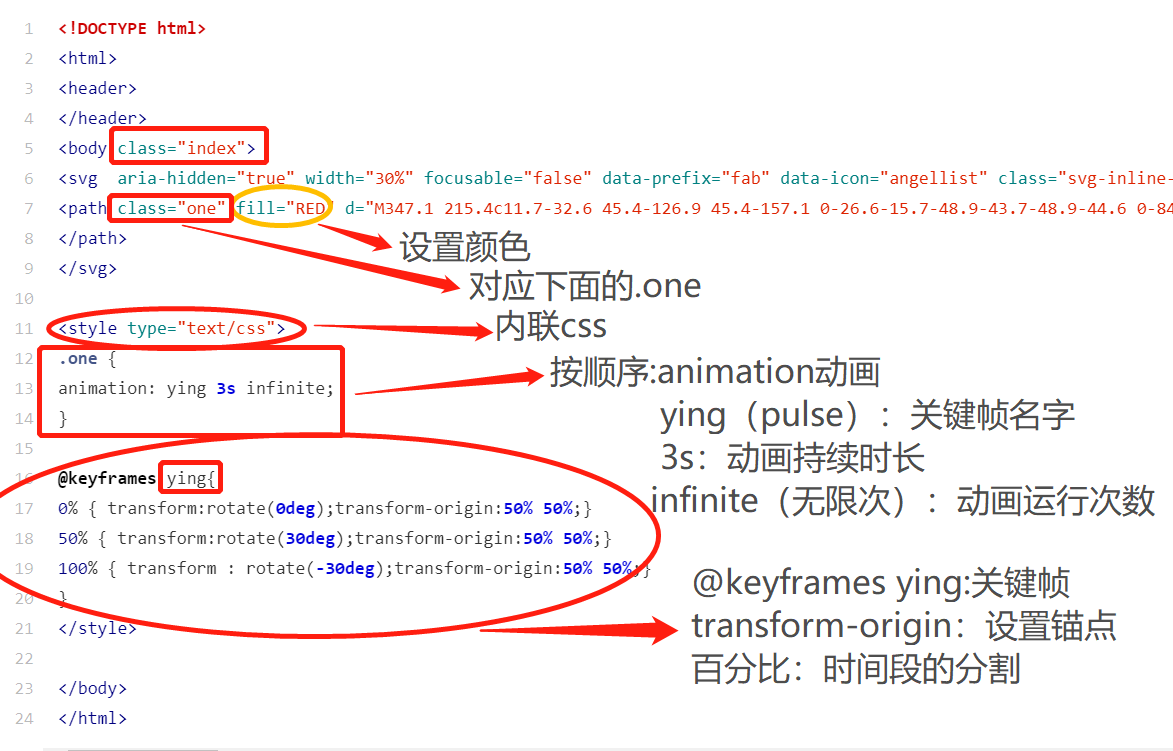 1 <!DOCTYPE html>
2 <html>
3 <header>
4 </header>
5 <body class="index">
6 <svg aria-hidden="true" width="30%" focusable="false" data-prefix="fab" data-icon="angellist" class="svg-inline-
7 <path class="one" fill="RED" d="M347.1 215.4c11.7-32.6 45.4-126.9 45.4-157.1 0-26.6-15.7-48.9-43.7-48.9-44.6 0-84
8 </path>
设置颜色
9 </svg>
对应下面的.one
10
11 <style type="text/css">
内联css
12 .one {
13 animation: ying 3s infinite;
按顺序:animation动画
14 }
ying（pulse）：关键帧名字
15
3s：动画持续时长
16 @keyframes ying{
17 0% { transform:rotate(0deg);transform-origin:50% 50%;}
infinite（无限次）：动画运行次数
18 50% { transform:rotate(30deg);transform-origin:50% 50%;}
19 100% { transform : rotate(-30deg);transform-origin:50% 50%;}
@keyframes ying:关键帧
20 }
21 </style>
transform-origin：设置锚点
22
百分比：时间段的分割
23 </body>
24 </html>